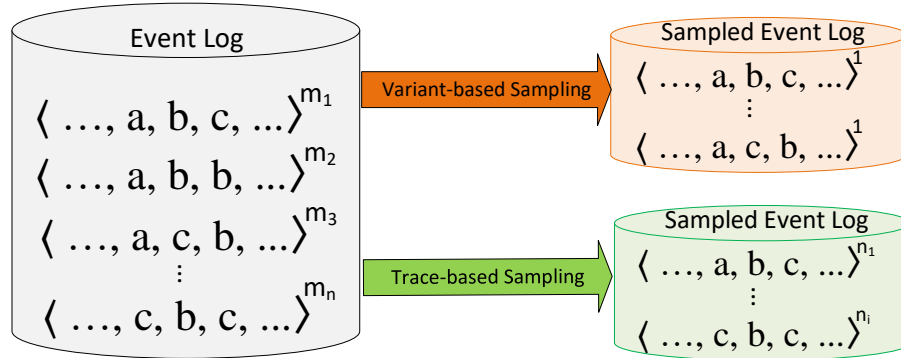 Event Log
⟨ ..., a, b, c, ...⟩^m1
⟨ ..., a, b, b, ...⟩^m2
⟨ ..., a, c, b, ...⟩^m3
⋮
⟨ ..., c, b, c, ...⟩^mn
Variant-based Sampling
Trace-based Sampling
Sampled Event Log
⟨ ..., a, b, c, ...⟩^1
⋮
⟨ ..., a, c, b, ...⟩^1
Sampled Event Log
⟨ ..., a, b, c, ...⟩^n1
⋮
⟨ ..., c, b, c, ...⟩^ni